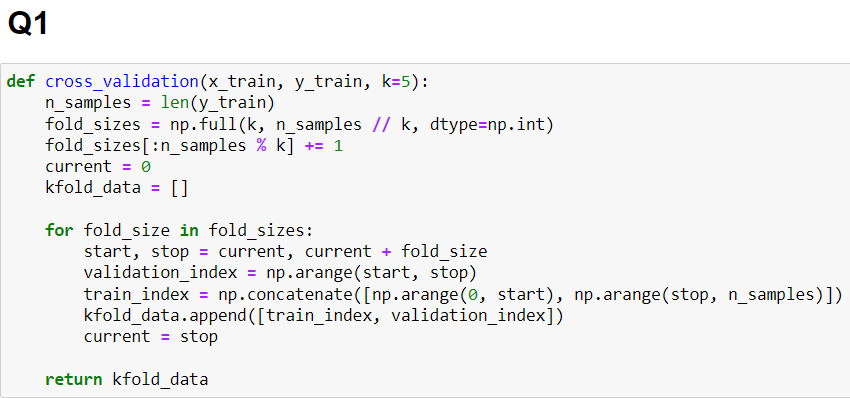 Q1
def cross_validation(x_train, y_train, k=5):
    n_samples = len(y_train)
    fold_sizes = np.full(k, n_samples // k, dtype=np.int)
    fold_sizes[:n_samples % k] += 1
    current = 0
    kfold_data = []

    for fold_size in fold_sizes:
        start, stop = current, current + fold_size
        validation_index = np.arange(start, stop)
        train_index = np.concatenate([np.arange(0, start), np.arange(stop, n_samples)])
        kfold_data.append([train_index, validation_index])
        current = stop

    return kfold_data